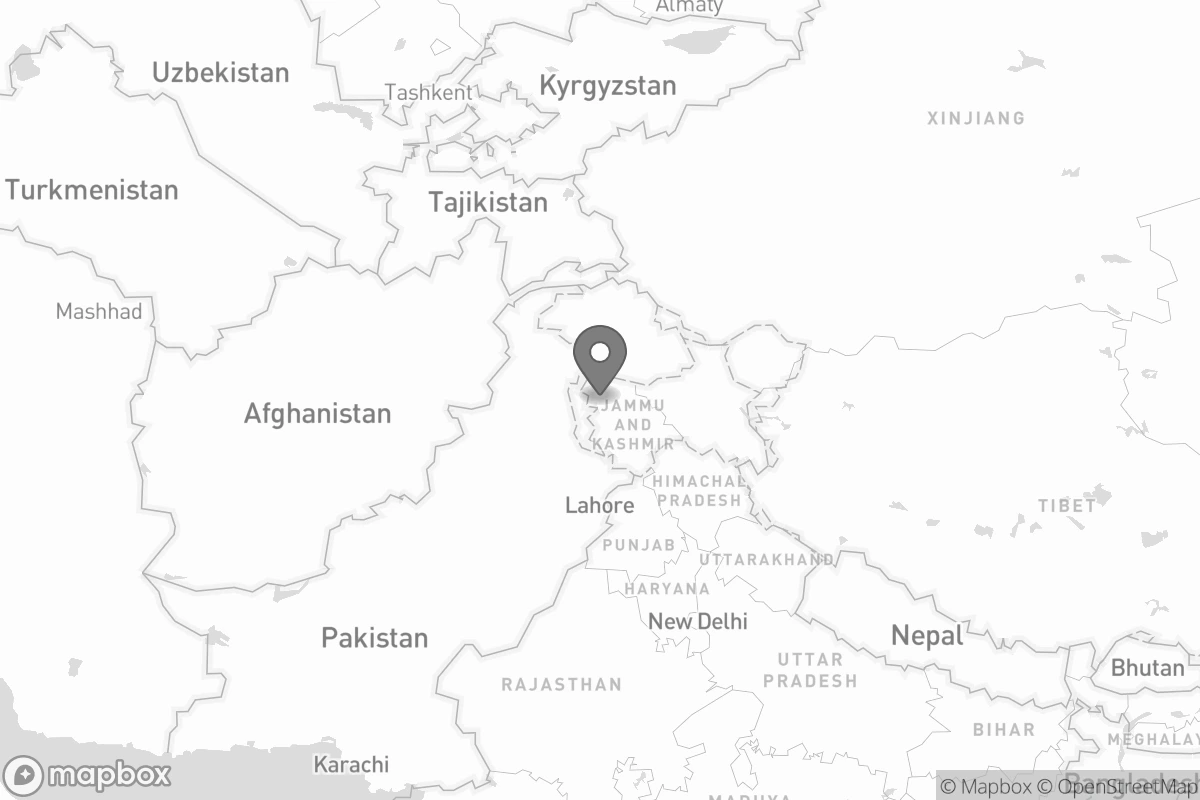 Almaty
Uzbekistan
Kyrgyzstan
Tashkent
XINJIANG
Turkmenistan
Tajikistan
Mashhad
Afghanistan
JAMMU
AND
KASHMIR
HIMACHAL
PRADESH
Lahore
TIBET
PUNJAB
UTTARAKHAND
HARYANA
New Delhi
Pakistan
Nepal
UTTAR
PRADESH
Bhutan
RAJASTHAN
BIHAR
MEGHALAY
Karachi
mapbox
© Mapbox © OpenStreetMap